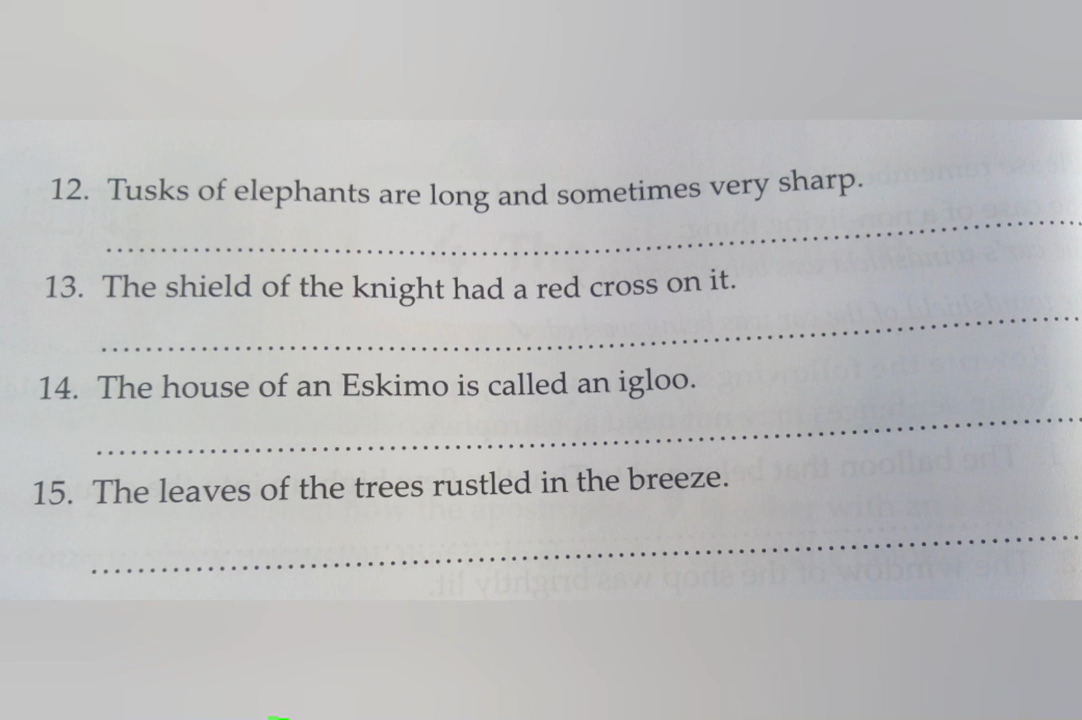 12. Tusks of elephants are long and sometimes very sharp.
13. The shield of the knight had a red cross on it.
14. The house of an Eskimo is called an igloo.
15. The leaves of the trees rustled in the breeze.